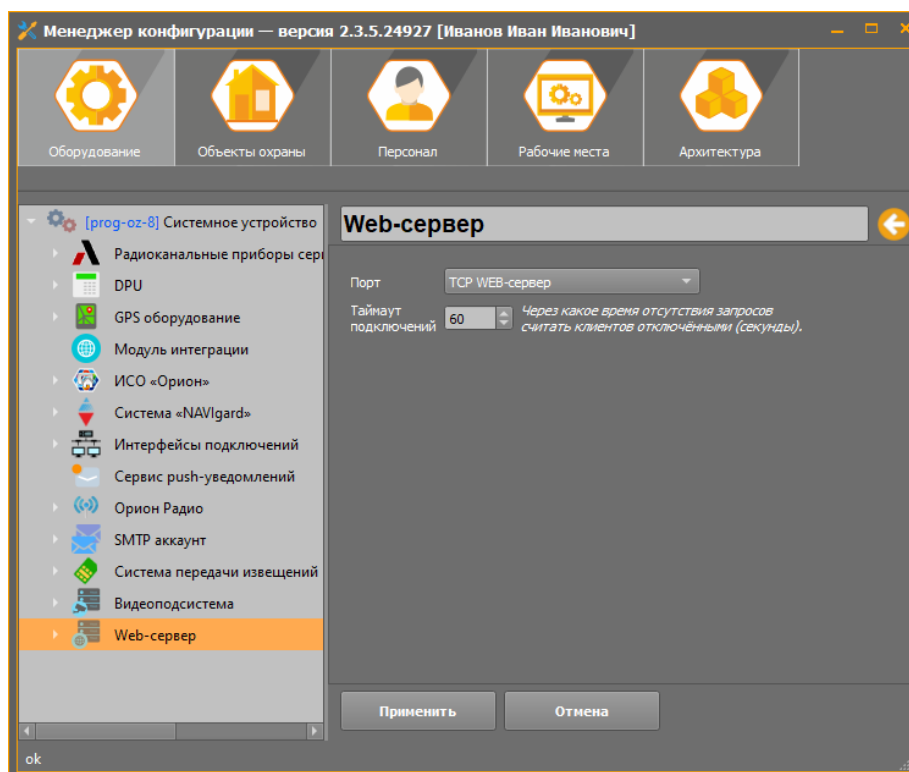 Менеджер конфигурации — версия 2.3.5.24927 [Иванов Иван Иванович]
Оборудование
Объекты охраны
Персонал
Рабочие места
Архитектура
[prog-oz-8] Системное устройство
Радиоканальные приборы сери
DPU
GPS оборудование
Модуль интеграции
ИСО «Орион»
Система «NAVIgard»
Интерфейсы подключений
Сервис push-уведомлений
Орион Радио
SMTP аккаунт
Система передачи извещений
Видеоподсистема
Web-сервер
Web-сервер
Порт
TCP WEB-сервер
Таймаут
подключений
60
Через какое время отсутствия запросов
считать клиентов отключёнными (секунды).
Применить
Отмена
ok